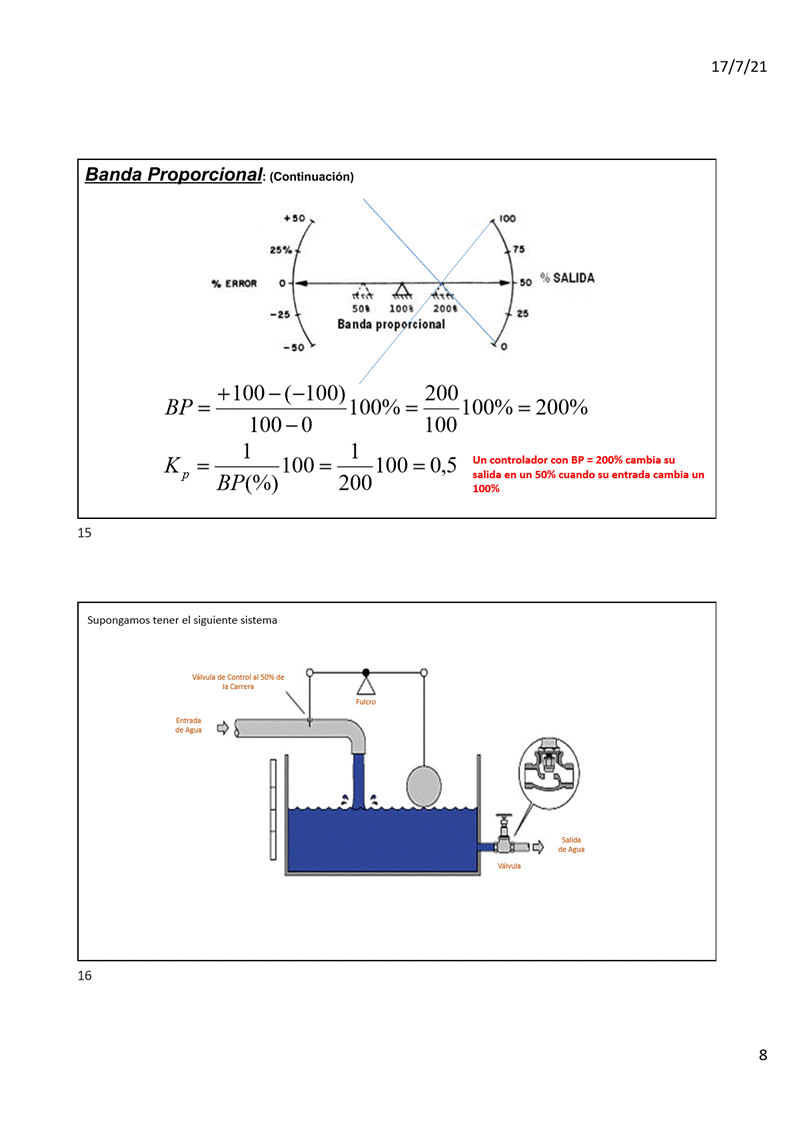 17/7/21
Banda Proporcional: (Continuación)
+50
100
25%
75
% ERROR
0
50
% SALIDA
50%
100%
200%
-25
25
Banda proporcional
-50
0
BP = +100 − (−100) / 100 − 0 100% = 200 / 100 100% = 200%
K_p = 1 / BP(%) 100 = 1 / 200 100 = 0,5
Un controlador con BP = 200% cambia su
salida en un 50% cuando su entrada cambia un
100%
15
Supongamos tener el siguiente sistema
Válvula de Control al 50% de
la Carrera
Fulcro
Entrada
de Agua
Salida
de Agua
Válvula
16
8